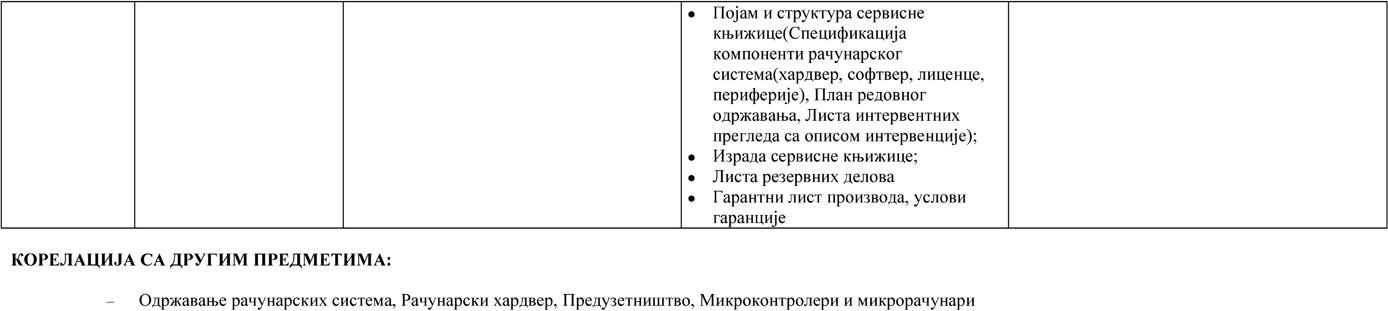 ● Појам и структура сервисне
књижице(Спецификација
компоненти рачунарског
система(хардвер, софтвер, лиценце,
периферије), План редовног
одржавања, Листа интервентних
прегледа са описом интервенције);
● Израда сервисне књижице;
● Листа резервних делова
● Гарантни лист производа, услови
гаранције
КОРЕЛАЦИЈА СА ДРУГИМ ПРЕДМЕТИМА:
– Одржавање рачунарских система, Рачунарски хардвер, Предузетништво, Микроконтролери и микрорачунари